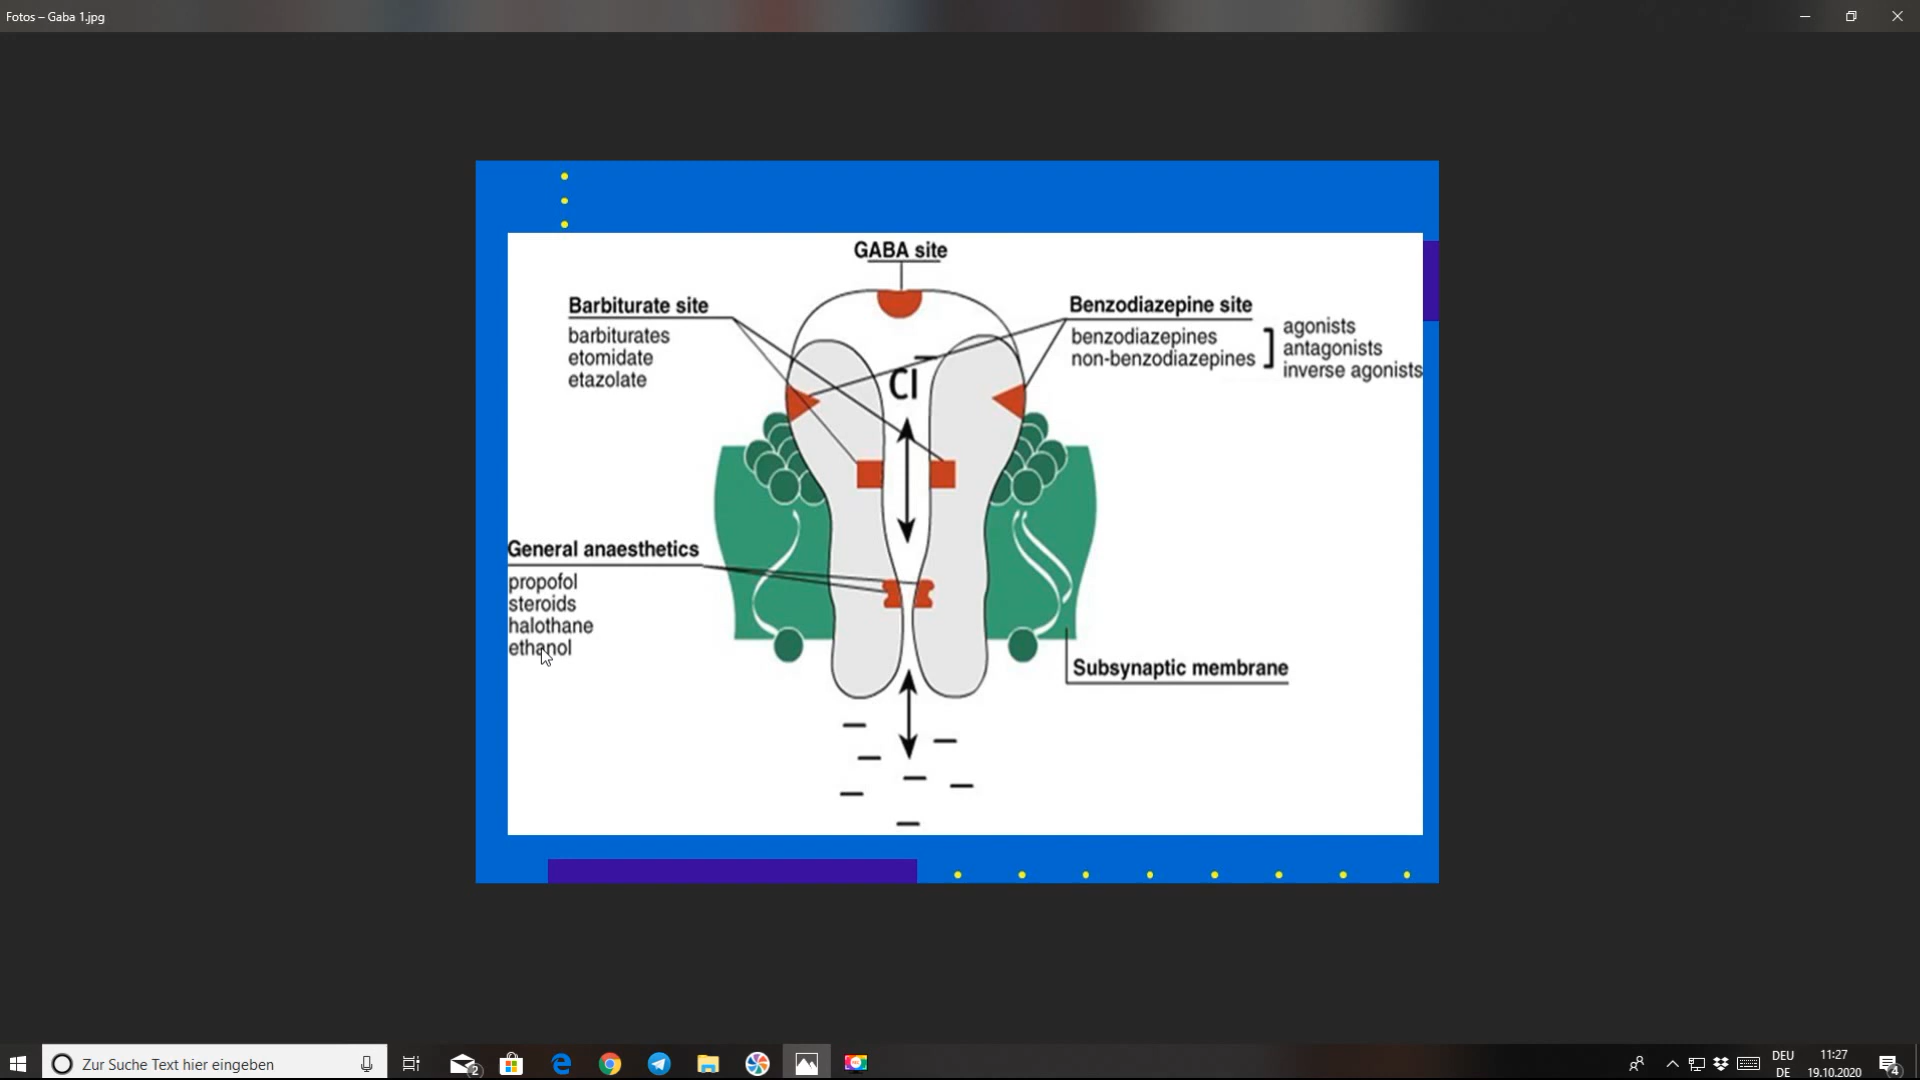 Fotos – Gaba 1.jpg
GABA site
Barbiturate site
barbiturates
etomidate
etazolate
Benzodiazepine site
benzodiazepines
non-benzodiazepines
agonists
antagonists
inverse agonists
Cl
General anaesthetics
propofol
steroids
halothane
ethanol
Subsynaptic membrane
Zur Suche Text hier eingeben
2
DEU
DE
11:27
19.10.2020
4